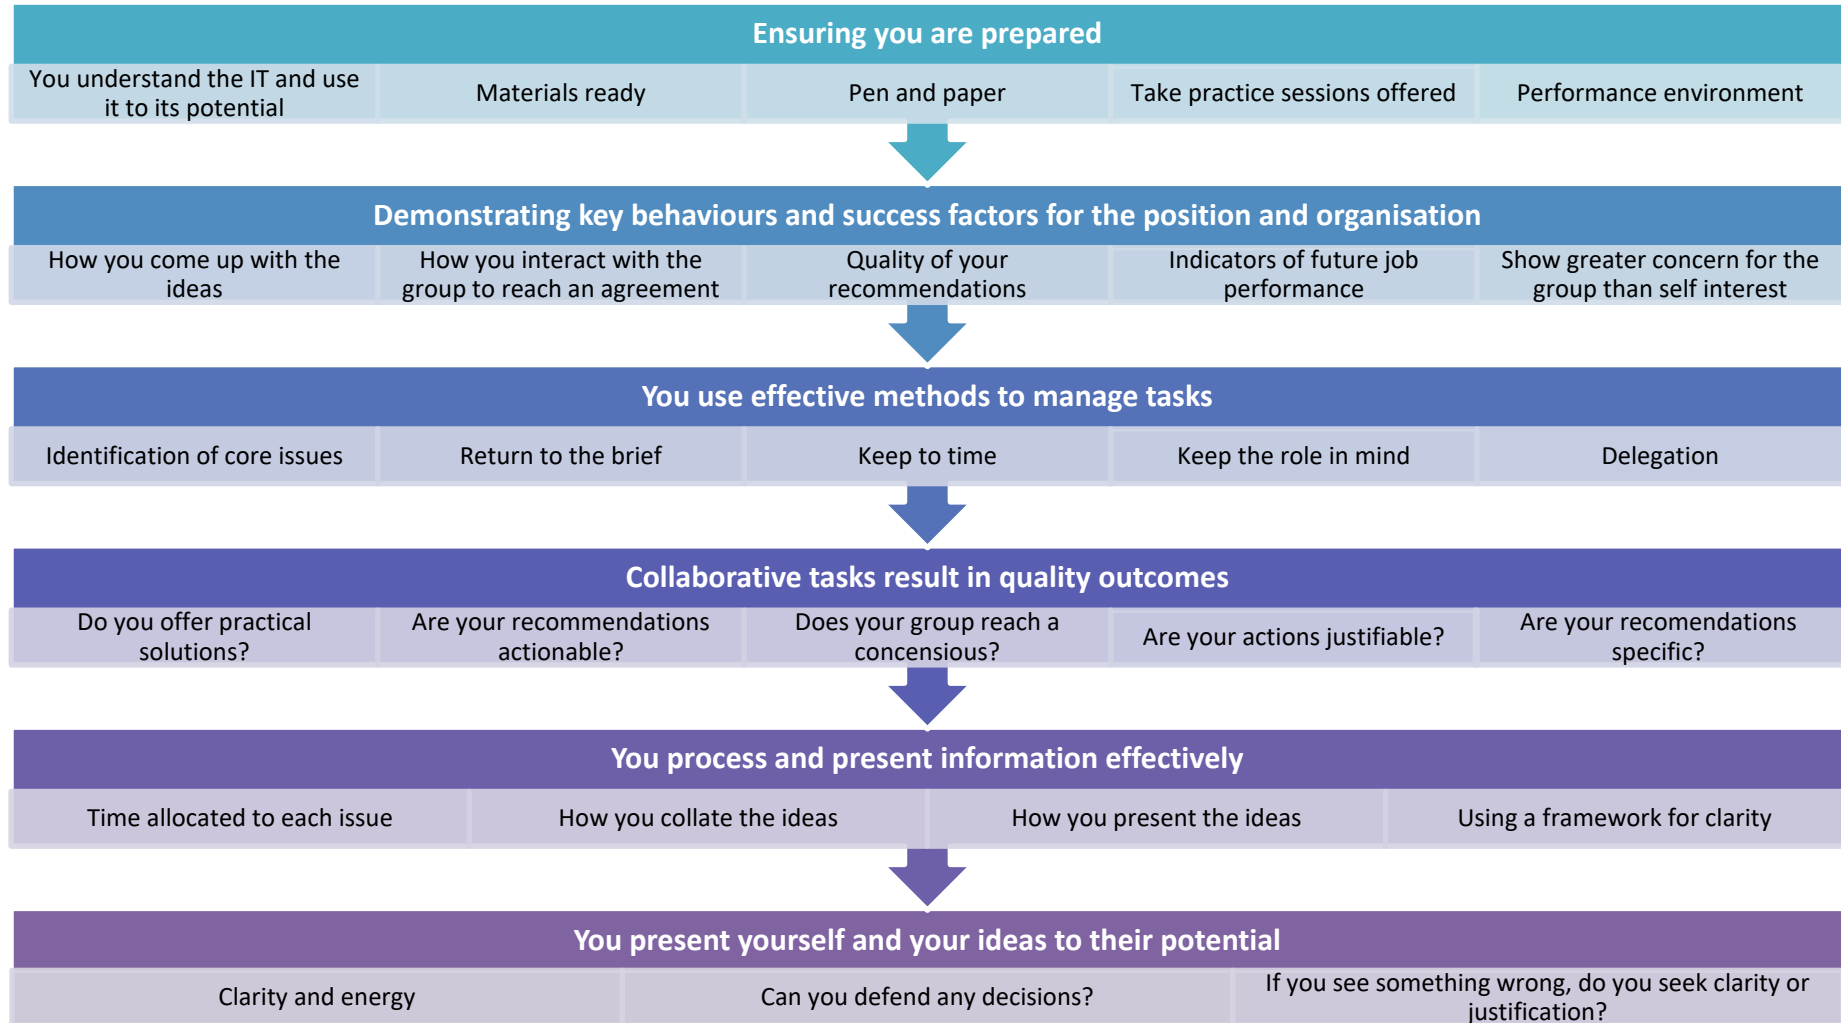 Ensuring you are prepared
You understand the IT and use
it to its potential
Materials ready
Pen and paper
Take practice sessions offered
Performance environment
Demonstrating key behaviours and success factors for the position and organisation
How you come up with the
ideas
How you interact with the
group to reach an agreement
Quality of your
recommendations
Indicators of future job
performance
Show greater concern for the
group than self interest
You use effective methods to manage tasks
Identification of core issues
Return to the brief
Keep to time
Keep the role in mind
Delegation
Collaborative tasks result in quality outcomes
Do you offer practical
solutions?
Are your recommendations
actionable?
Does your group reach a
concensious?
Are your actions justifiable?
Are your recomendations
specific?
You process and present information effectively
Time allocated to each issue
How you collate the ideas
How you present the ideas
Using a framework for clarity
You present yourself and your ideas to their potential
Clarity and energy
Can you defend any decisions?
If you see something wrong, do you seek clarity or
justification?